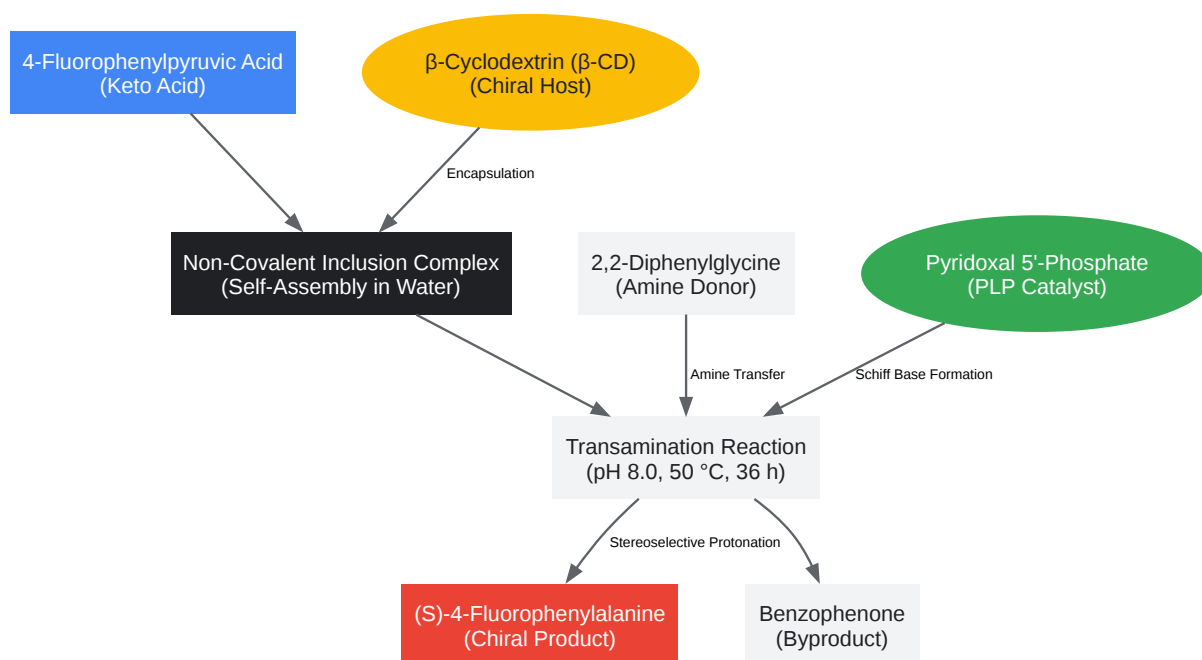 4-Fluorophenylpyruvic Acid
(Keto Acid)
β-Cyclodextrin (β-CD)
(Chiral Host)
Encapsulation
Non-Covalent Inclusion Complex
(Self-Assembly in Water)
2,2-Diphenylglycine
(Amine Donor)
Pyridoxal 5'-Phosphate
(PLP Catalyst)
Amine Transfer
Schiff Base Formation
Transamination Reaction
(pH 8.0, 50 °C, 36 h)
Stereoselective Protonation
(S)-4-Fluorophenylalanine
(Chiral Product)
Benzophenone
(Byproduct)